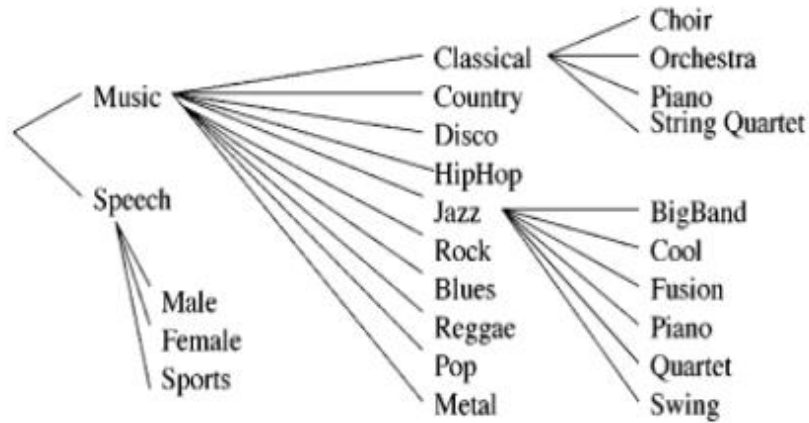 Music
Speech
Male
Female
Sports
Classical
Country
Disco
HipHop
Jazz
Rock
Blues
Reggae
Pop
Metal
Choir
Orchestra
Piano
String Quartet
BigBand
Cool
Fusion
Piano
Quartet
Swing